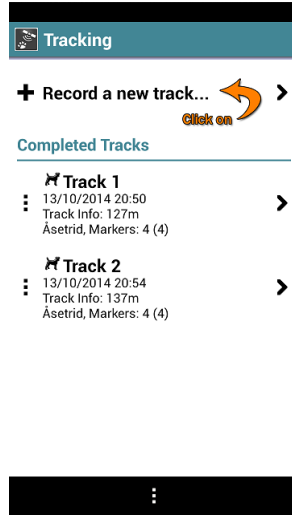 Tracking
Record a new track...
Click on
Completed Tracks
Track 1
13/10/2014 20:50
Track Info: 127m
Åsetrid, Markers: 4 (4)
Track 2
13/10/2014 20:54
Track Info: 137m
Åsetrid, Markers: 4 (4)